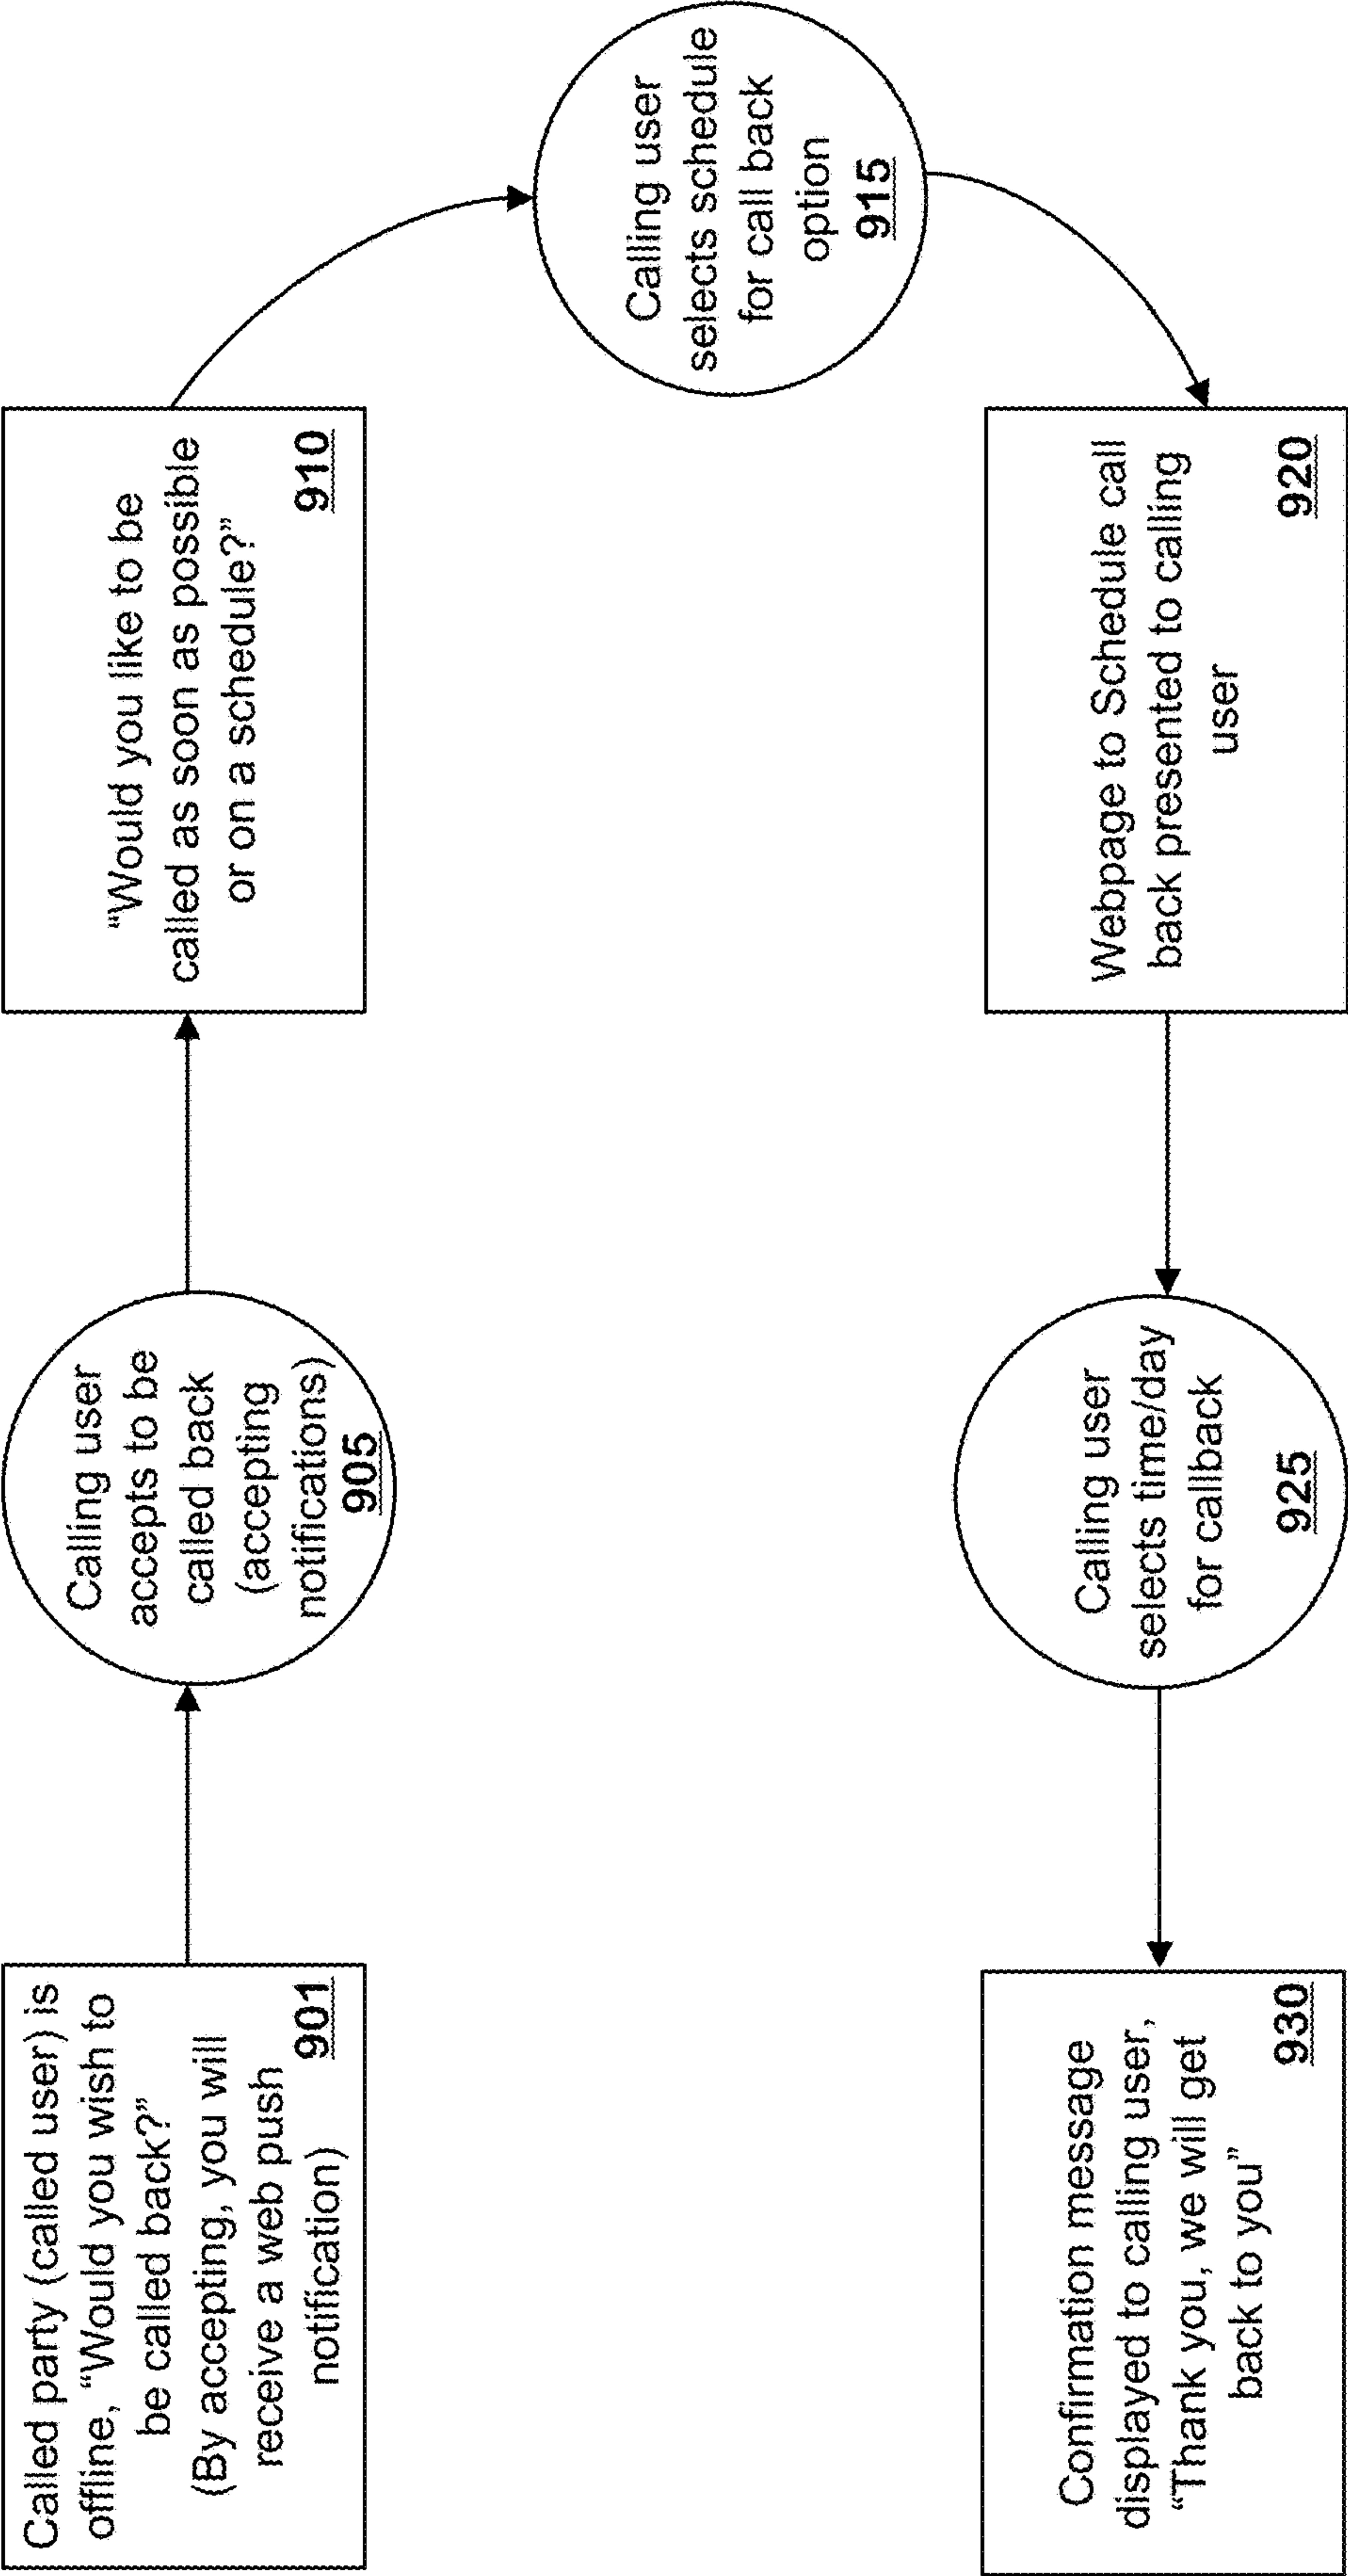 Called party (called user) is
offline, “Would you wish to
be called back?”
(By accepting, you will
receive a web push
notification)
901
Calling user
accepts to be
called back
(accepting
notifications)
905
“Would you like to be
called as soon as possible
or on a schedule?”
910
Calling user
selects schedule
for call back
option
915
Webpage to Schedule call
back presented to calling
user
920
Calling user
selects time/day
for callback
925
Confirmation message
displayed to calling user,
“Thank you, we will get
back to you”
930